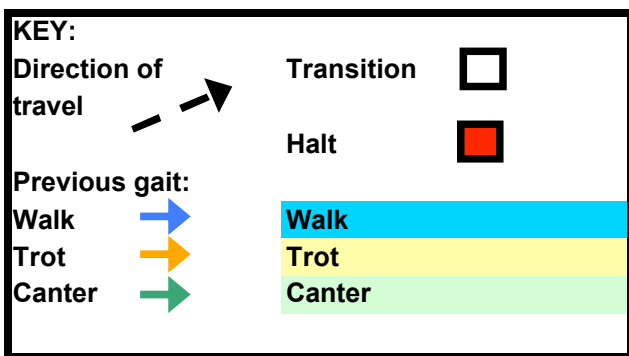 KEY:
Direction of travel
Transition
Halt
Previous gait:
Walk Walk
Trot Trot
Canter Canter